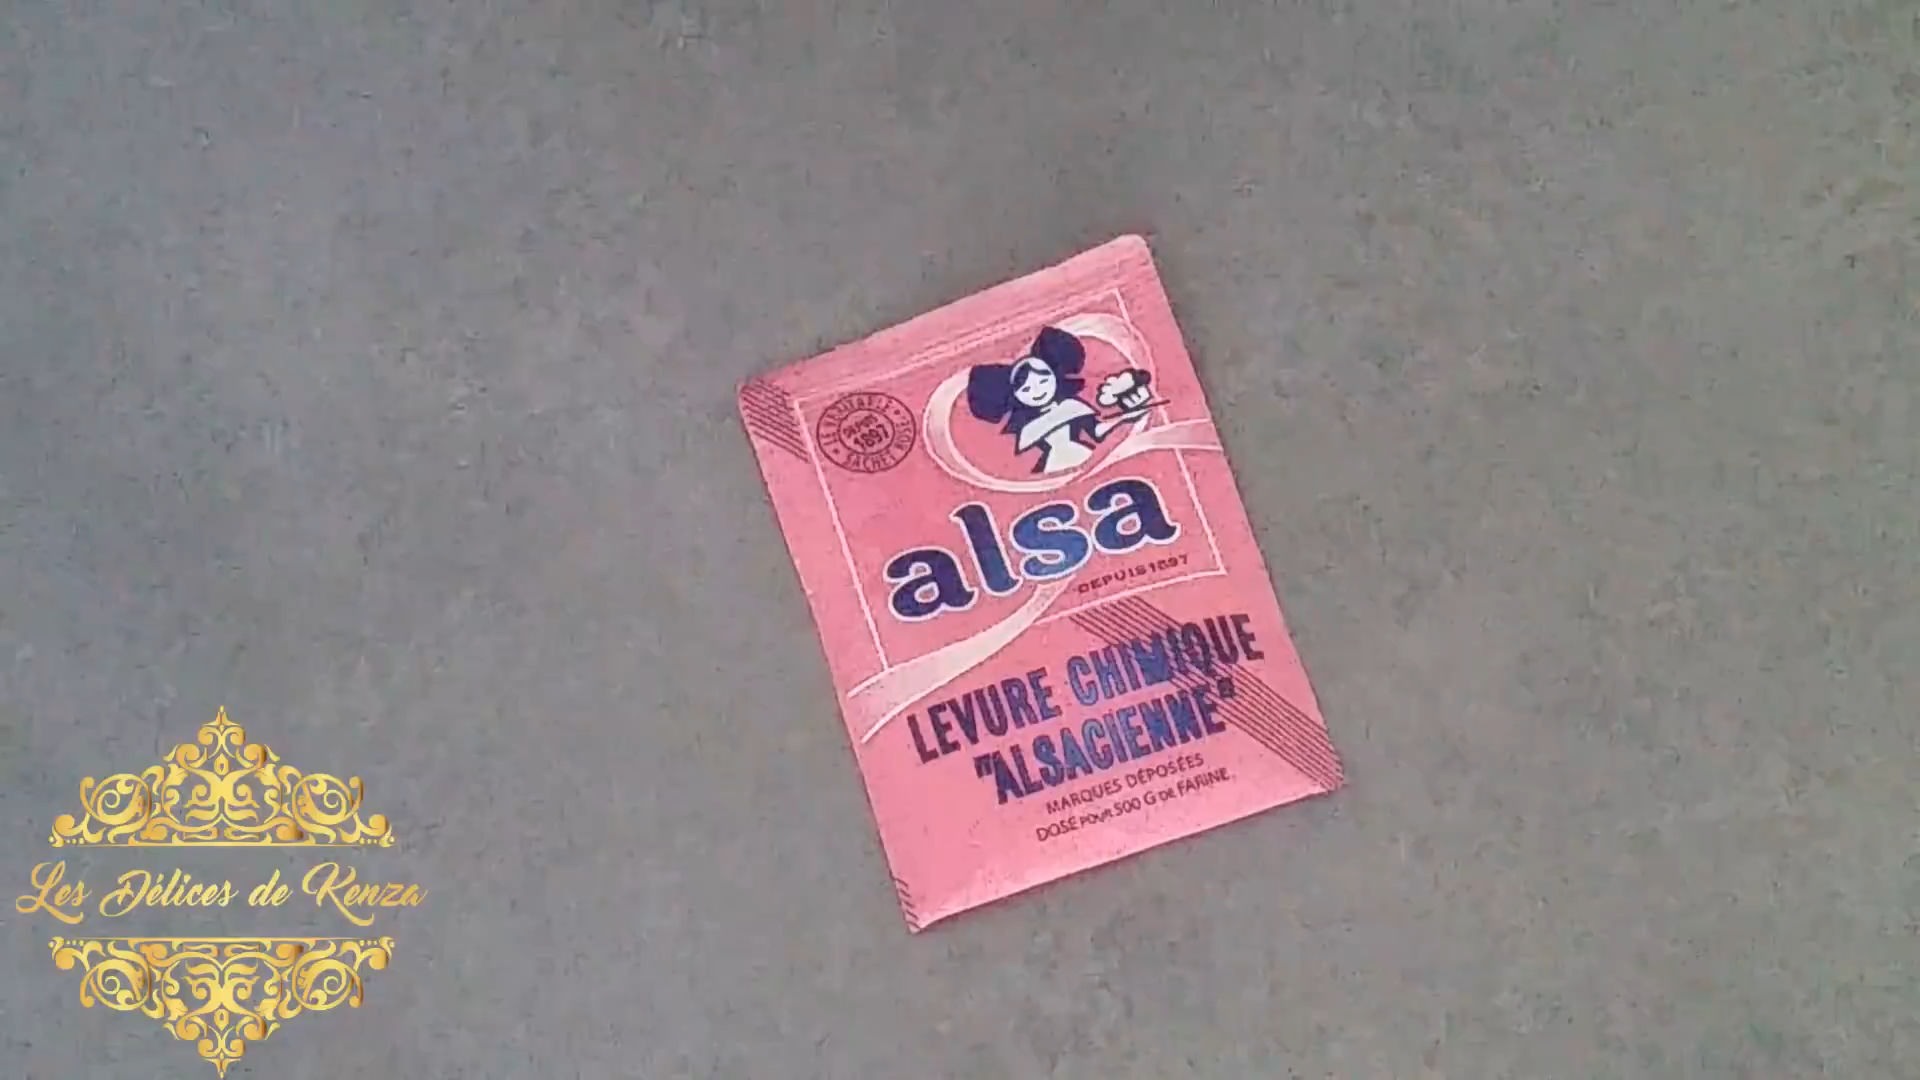 LE VÉRITABLE
SACHET ROSE
DEPUIS
1897
alsa
DEPUIS 1897
LEVURE CHIMIQUE
"ALSACIENNE"
MARQUES DÉPOSÉES
DOSE POUR 500 G DE FARINE
Les Délices de Kenza